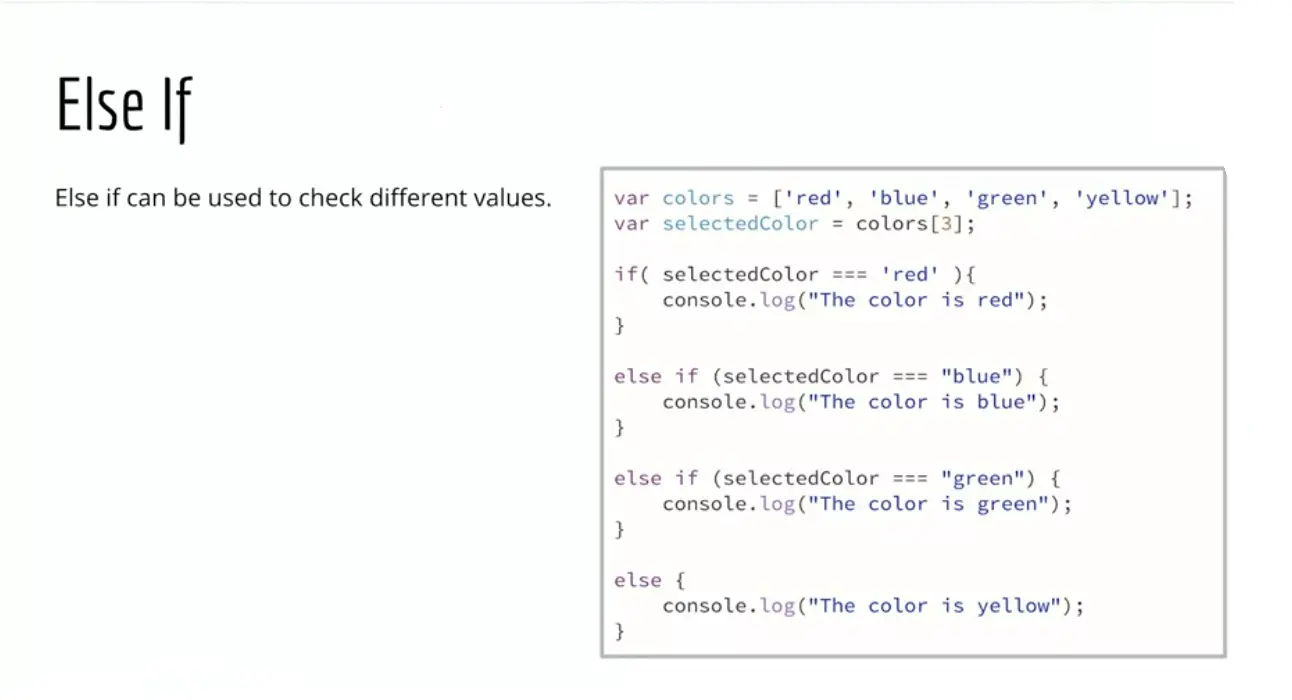 Else If
Else if can be used to check different values.
var colors = ['red', 'blue', 'green', 'yellow'];
var selectedColor = colors[3];
if( selectedColor === 'red' ){
    console.log("The color is red");
}
else if (selectedColor === "blue") {
    console.log("The color is blue");
}
else if (selectedColor === "green") {
    console.log("The color is green");
}
else {
    console.log("The color is yellow");
}